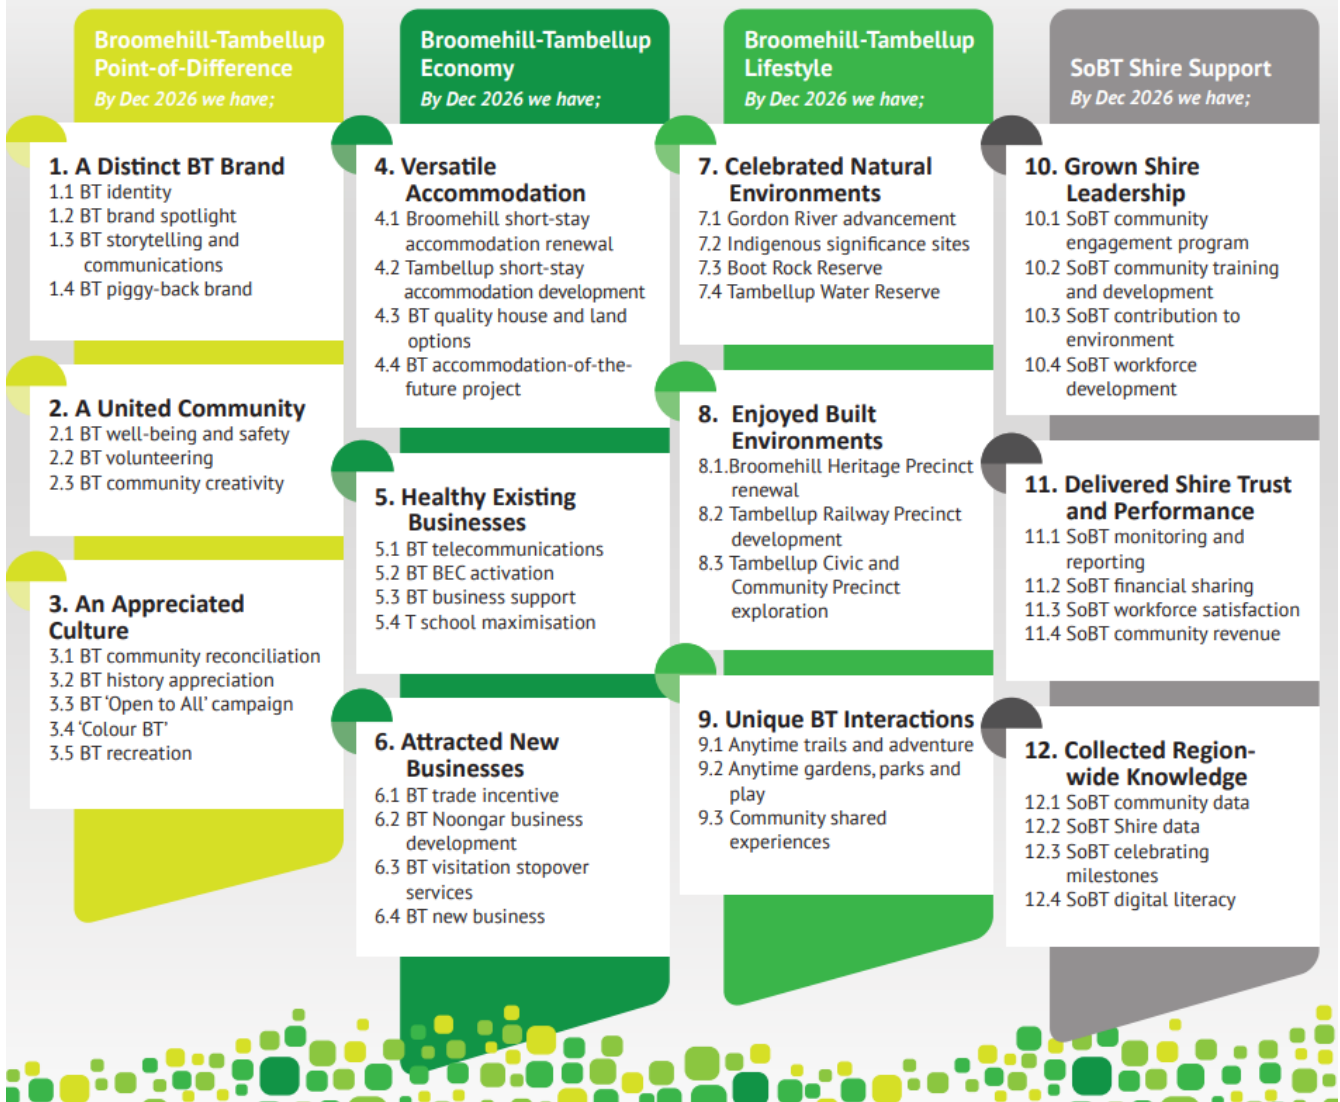 Broomehill-Tambellup
Point-of-Difference
By Dec 2026 we have;
1. A Distinct BT Brand
1.1 BT identity
1.2 BT brand spotlight
1.3 BT storytelling and
communications
1.4 BT piggy-back brand
2. A United Community
2.1 BT well-being and safety
2.2 BT volunteering
2.3 BT community creativity
3. An Appreciated
Culture
3.1 BT community reconciliation
3.2 BT history appreciation
3.3 BT ‘Open to All’ campaign
3.4 ‘Colour BT’
3.5 BT recreation
Broomehill-Tambellup
Economy
By Dec 2026 we have;
4. Versatile
Accommodation
4.1 Broomehill short-stay
accommodation renewal
4.2 Tambellup short-stay
accommodation development
4.3 BT quality house and land
options
4.4 BT accommodation-of-the-
future project
5. Healthy Existing
Businesses
5.1 BT telecommunications
5.2 BT BEC activation
5.3 BT business support
5.4 T school maximisation
6. Attracted New
Businesses
6.1 BT trade incentive
6.2 BT Noongar business
development
6.3 BT visitation stopover
services
6.4 BT new business
Broomehill-Tambellup
Lifestyle
By Dec 2026 we have;
7. Celebrated Natural
Environments
7.1 Gordon River advancement
7.2 Indigenous significance sites
7.3 Boot Rock Reserve
7.4 Tambellup Water Reserve
8. Enjoyed Built
Environments
8.1.Broomehill Heritage Precinct
renewal
8.2 Tambellup Railway Precinct
development
8.3 Tambellup Civic and
Community Precinct
exploration
9. Unique BT Interactions
9.1 Anytime trails and adventure
9.2 Anytime gardens, parks and
play
9.3 Community shared
experiences
SoBT Shire Support
By Dec 2026 we have;
10. Grown Shire
Leadership
10.1 SoBT community
engagement program
10.2 SoBT community training
and development
10.3 SoBT contribution to
environment
10.4 SoBT workforce
development
11. Delivered Shire Trust
and Performance
11.1 SoBT monitoring and
reporting
11.2 SoBT financial sharing
11.3 SoBT workforce satisfaction
11.4 SoBT community revenue
12. Collected Region-
wide Knowledge
12.1 SoBT community data
12.2 SoBT Shire data
12.3 SoBT celebrating
milestones
12.4 SoBT digital literacy